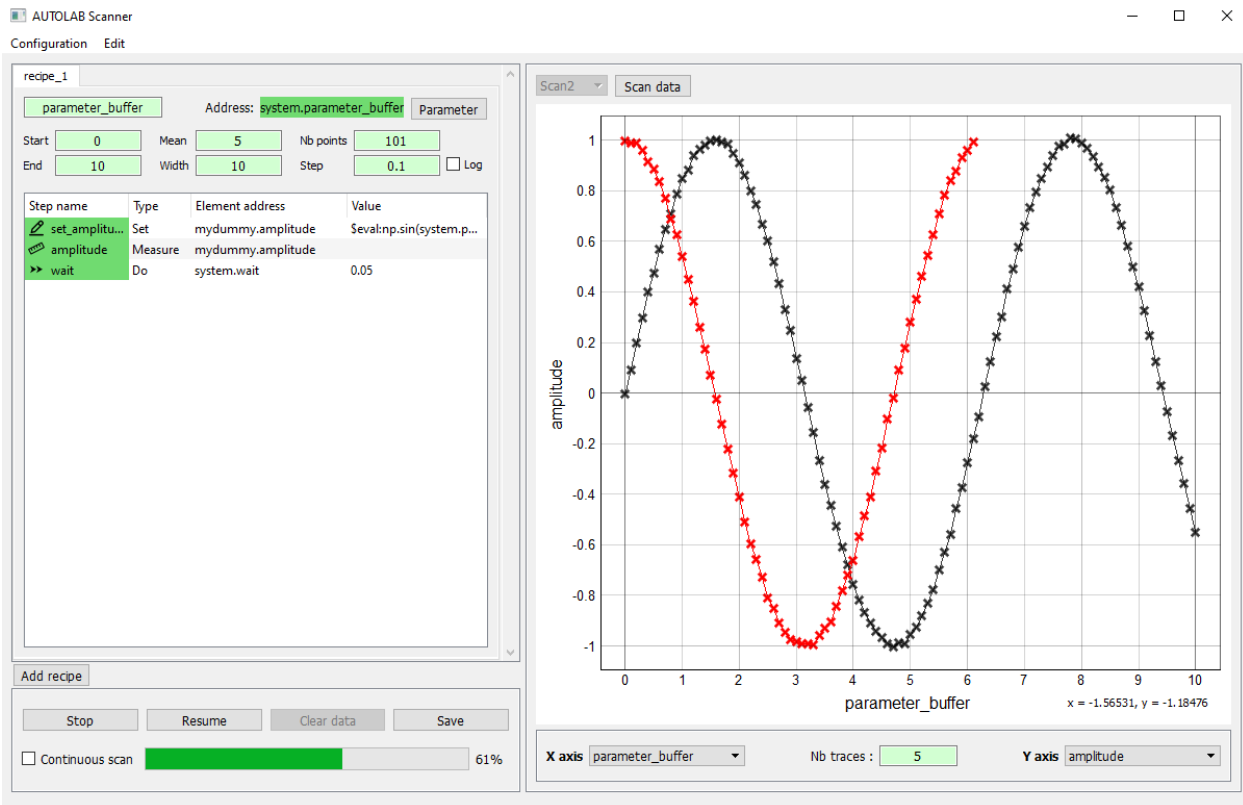 AUTOLAB Scanner
Configuration Edit
recipe_1
parameter_buffer Address: system.parameter_buffer Parameter
Start 0 Mean 5 Nb points 101
End 10 Width 10 Step 0.1 Log
Step name Type Element address Value
set_amplitu... Set mydummy.amplitude $eval:np.sin(system.p...
amplitude Measure mydummy.amplitude
wait Do system.wait 0.05
Add recipe
Stop Resume Clear data Save
Continuous scan 61%
Scan2 Scan data
1
0.8
0.6
0.4
0.2
0
-0.2
-0.4
-0.6
-0.8
-1
amplitude
0 1 2 3 4 5 6 7 8 9 10
parameter_buffer x = -1.56531, y = -1.18476
X axis parameter_buffer Nb traces : 5 Y axis amplitude